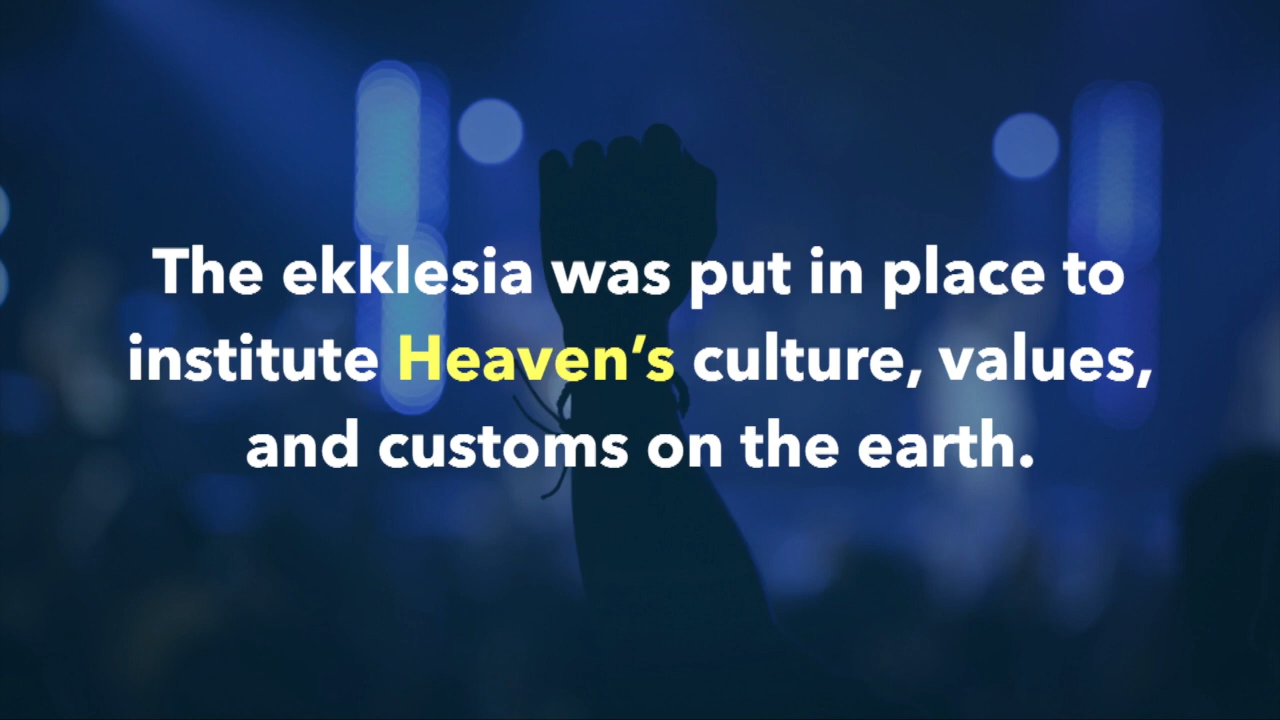 The ekklesia was put in place to
institute Heaven’s culture, values,
and customs on the earth.